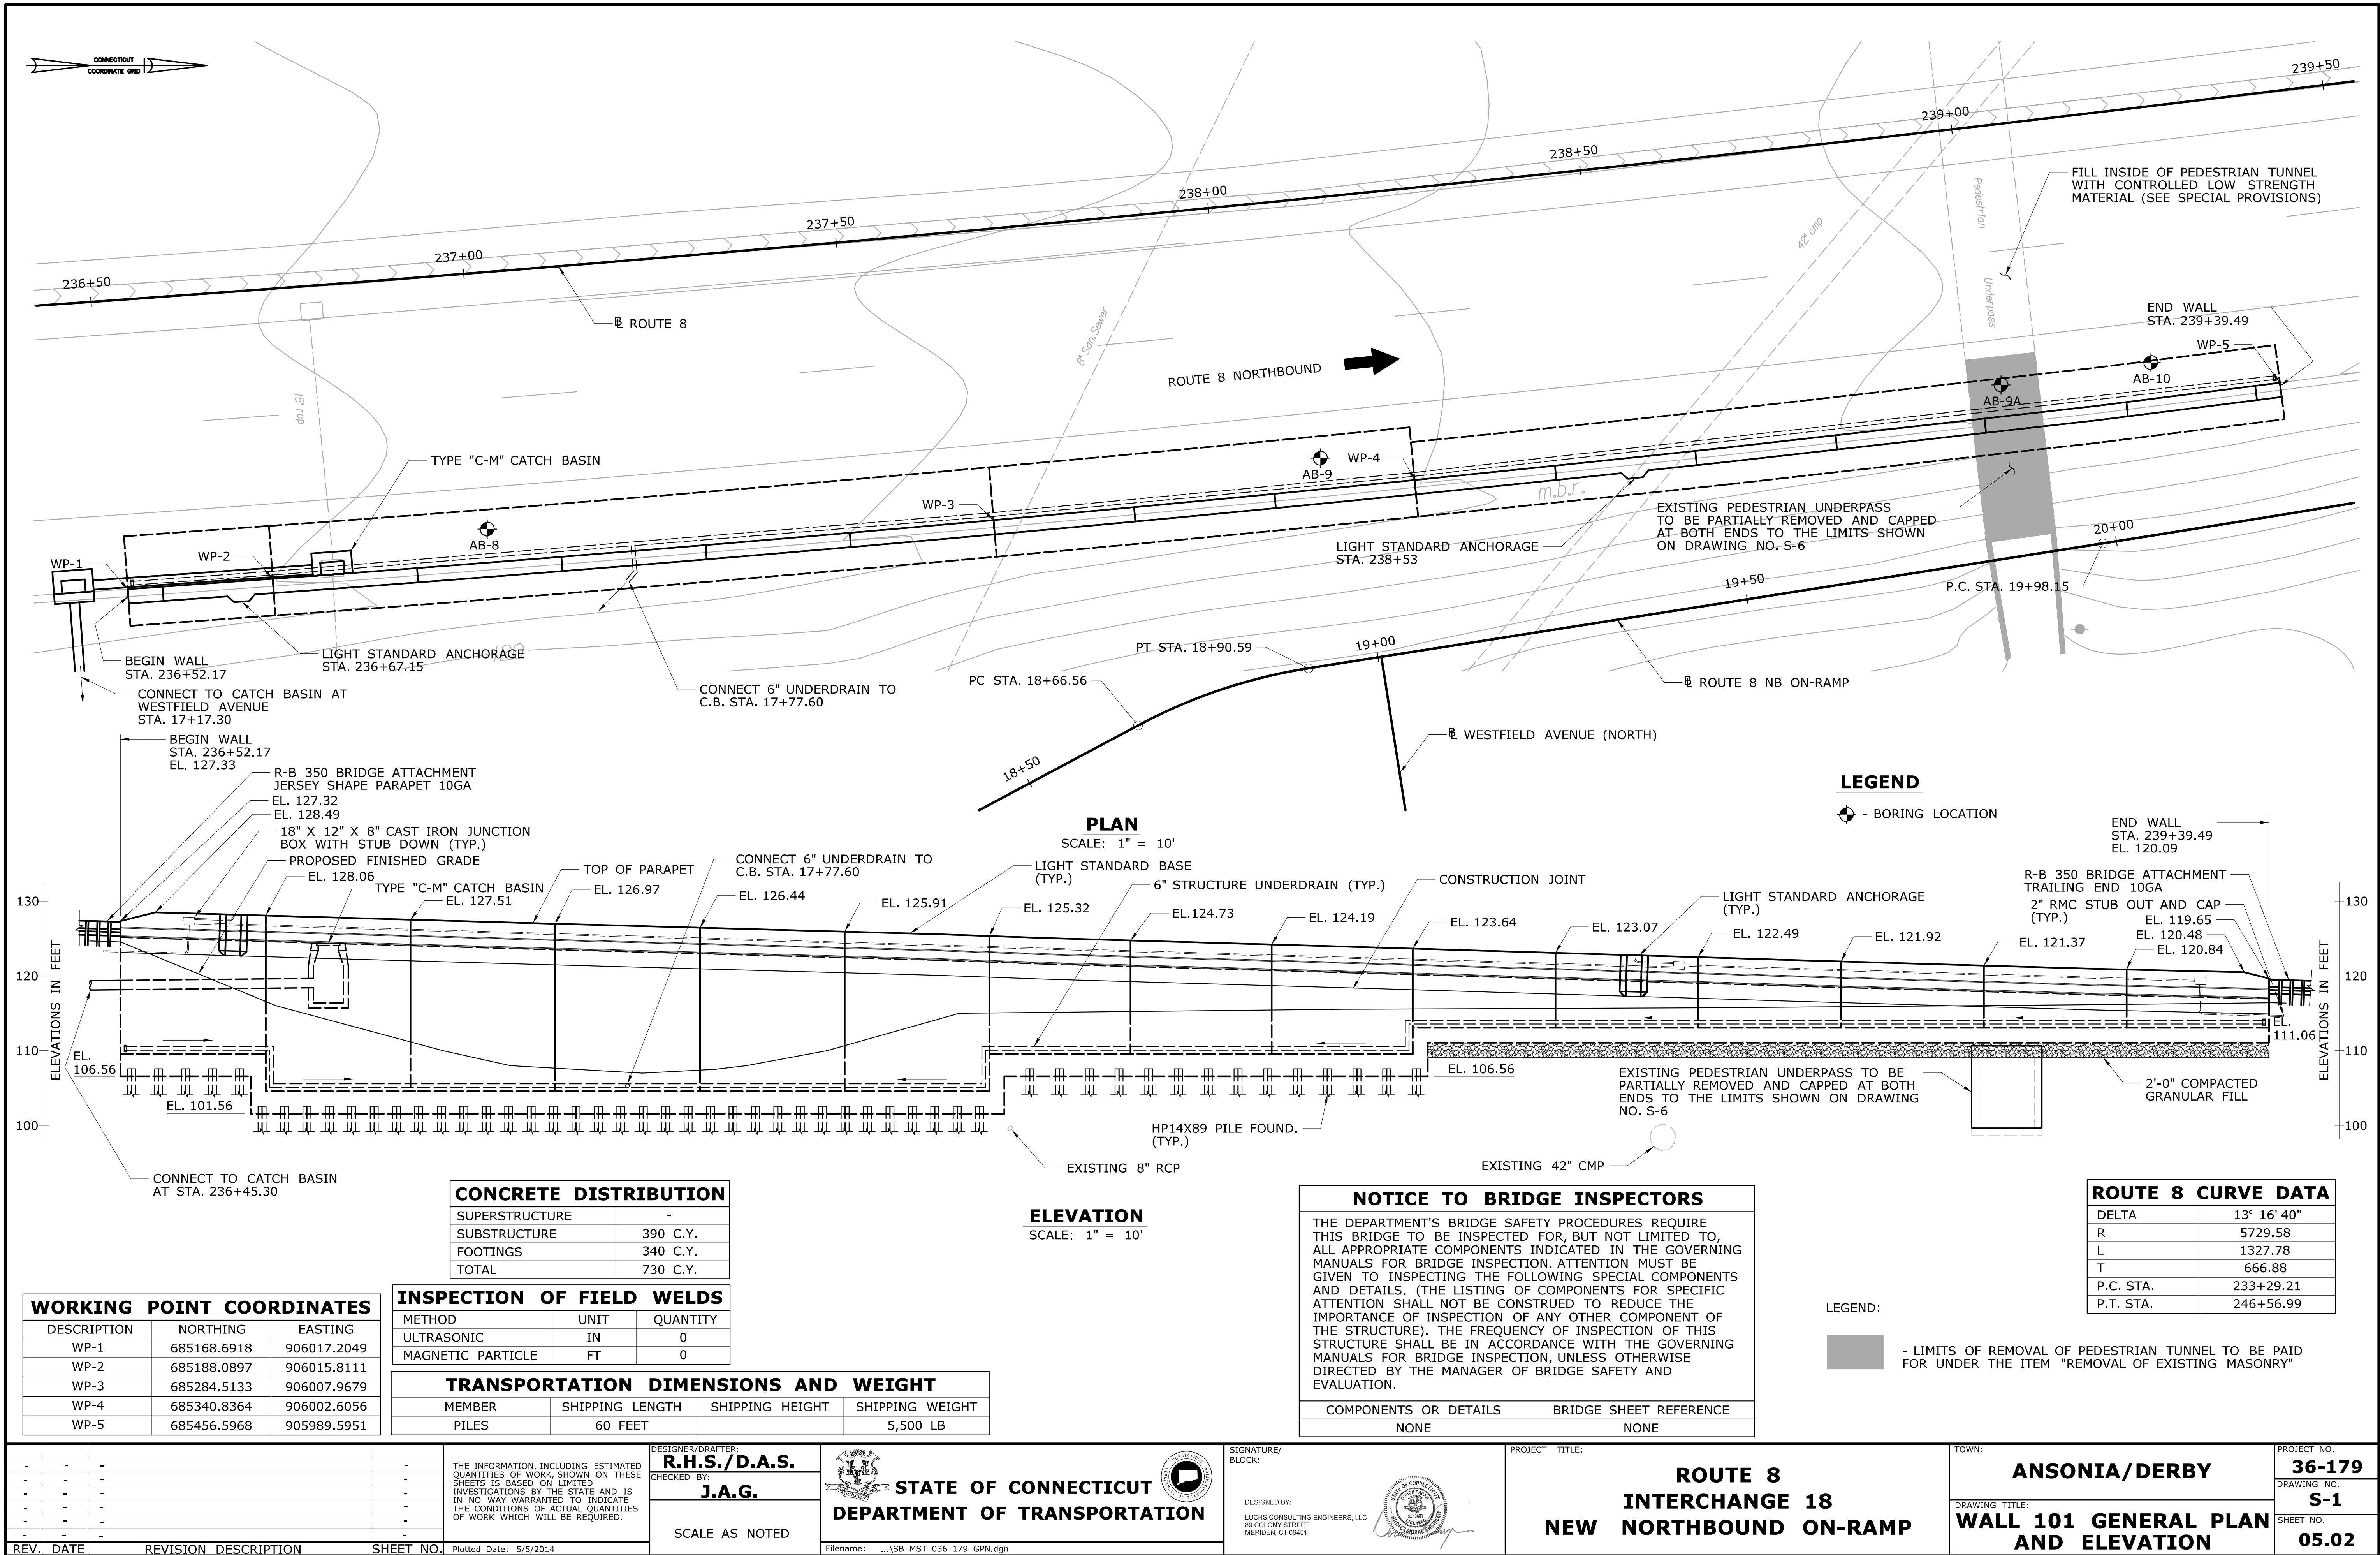 CONNECTICUT
COORDINATE GRID
236+50
237+00
237+50
238+00
238+50
239+00
239+50
℄ ROUTE 8
15" rcp
8" San. Sewer
42" cmp
Pedestrian
Underpass
FILL INSIDE OF PEDESTRIAN TUNNEL
WITH CONTROLLED LOW STRENGTH
MATERIAL (SEE SPECIAL PROVISIONS)
END WALL
STA. 239+39.49
WP-5
AB-10
AB-9A
ROUTE 8 NORTHBOUND
TYPE "C-M" CATCH BASIN
WP-1
WP-2
AB-8
WP-3
AB-9
WP-4
m.b.r.
LIGHT STANDARD ANCHORAGE
STA. 238+53
EXISTING PEDESTRIAN UNDERPASS
TO BE PARTIALLY REMOVED AND CAPPED
AT BOTH ENDS TO THE LIMITS SHOWN
ON DRAWING NO. S-6
20+00
19+50
P.C. STA. 19+98.15
BEGIN WALL
STA. 236+52.17
LIGHT STANDARD ANCHORAGE
STA. 236+67.15
CONNECT TO CATCH BASIN AT
WESTFIELD AVENUE
STA. 17+17.30
CONNECT 6" UNDERDRAIN TO
C.B. STA. 17+77.60
PT STA. 18+90.59
19+00
PC STA. 18+66.56
18+50
℄ ROUTE 8 NB ON-RAMP
℄ WESTFIELD AVENUE (NORTH)
PLAN
SCALE: 1" = 10'
LEGEND
- BORING LOCATION
BEGIN WALL
STA. 236+52.17
EL. 127.33
R-B 350 BRIDGE ATTACHMENT
JERSEY SHAPE PARAPET 10GA
EL. 127.32
EL. 128.49
18" X 12" X 8" CAST IRON JUNCTION
BOX WITH STUB DOWN (TYP.)
PROPOSED FINISHED GRADE
EL. 128.06
TYPE "C-M" CATCH BASIN
EL. 127.51
TOP OF PARAPET
EL. 126.97
CONNECT 6" UNDERDRAIN TO
C.B. STA. 17+77.60
EL. 126.44
EL. 125.91
LIGHT STANDARD BASE
(TYP.)
6" STRUCTURE UNDERDRAIN (TYP.)
EL. 125.32
EL.124.73
EL. 124.19
CONSTRUCTION JOINT
EL. 123.64
EL. 123.07
LIGHT STANDARD ANCHORAGE
(TYP.)
EL. 122.49
EL. 121.92
EL. 121.37
END WALL
STA. 239+39.49
EL. 120.09
R-B 350 BRIDGE ATTACHMENT
TRAILING END 10GA
2" RMC STUB OUT AND CAP
(TYP.)
EL. 119.65
EL. 120.48
EL. 120.84
130
120
110
100
ELEVATIONS IN FEET
130
120
110
100
ELEVATIONS IN FEET
EL.
106.56
EL. 101.56
EL. 106.56
EL.
111.06
HP14X89 PILE FOUND.
(TYP.)
EXISTING 8" RCP
EXISTING 42" CMP
EXISTING PEDESTRIAN UNDERPASS TO BE
PARTIALLY REMOVED AND CAPPED AT BOTH
ENDS TO THE LIMITS SHOWN ON DRAWING
NO. S-6
2'-0" COMPACTED
GRANULAR FILL
CONNECT TO CATCH BASIN
AT STA. 236+45.30
ELEVATION
SCALE: 1" = 10'
CONCRETE DISTRIBUTION
SUPERSTRUCTURE -
SUBSTRUCTURE 390 C.Y.
FOOTINGS 340 C.Y.
TOTAL 730 C.Y.
WORKING POINT COORDINATES
DESCRIPTION NORTHING EASTING
WP-1 685168.6918 906017.2049
WP-2 685188.0897 906015.8111
WP-3 685284.5133 906007.9679
WP-4 685340.8364 906002.6056
WP-5 685456.5968 905989.5951
INSPECTION OF FIELD WELDS
METHOD UNIT QUANTITY
ULTRASONIC IN 0
MAGNETIC PARTICLE FT 0
TRANSPORTATION DIMENSIONS AND WEIGHT
MEMBER SHIPPING LENGTH SHIPPING HEIGHT SHIPPING WEIGHT
PILES 60 FEET 5,500 LB
NOTICE TO BRIDGE INSPECTORS
THE DEPARTMENT'S BRIDGE SAFETY PROCEDURES REQUIRE
THIS BRIDGE TO BE INSPECTED FOR, BUT NOT LIMITED TO,
ALL APPROPRIATE COMPONENTS INDICATED IN THE GOVERNING
MANUALS FOR BRIDGE INSPECTION. ATTENTION MUST BE
GIVEN TO INSPECTING THE FOLLOWING SPECIAL COMPONENTS
AND DETAILS. (THE LISTING OF COMPONENTS FOR SPECIFIC
ATTENTION SHALL NOT BE CONSTRUED TO REDUCE THE
IMPORTANCE OF INSPECTION OF ANY OTHER COMPONENT OF
THE STRUCTURE). THE FREQUENCY OF INSPECTION OF THIS
STRUCTURE SHALL BE IN ACCORDANCE WITH THE GOVERNING
MANUALS FOR BRIDGE INSPECTION, UNLESS OTHERWISE
DIRECTED BY THE MANAGER OF BRIDGE SAFETY AND
EVALUATION.
COMPONENTS OR DETAILS BRIDGE SHEET REFERENCE
NONE NONE
ROUTE 8 CURVE DATA
DELTA 13° 16' 40"
R 5729.58
L 1327.78
T 666.88
P.C. STA. 233+29.21
P.T. STA. 246+56.99
LEGEND:
- LIMITS OF REMOVAL OF PEDESTRIAN TUNNEL TO BE PAID
FOR UNDER THE ITEM "REMOVAL OF EXISTING MASONRY"
REV. DATE REVISION DESCRIPTION SHEET NO.
THE INFORMATION, INCLUDING ESTIMATED
QUANTITIES OF WORK, SHOWN ON THESE
SHEETS IS BASED ON LIMITED
INVESTIGATIONS BY THE STATE AND IS
IN NO WAY WARRANTED TO INDICATE
THE CONDITIONS OF ACTUAL QUANTITIES
OF WORK WHICH WILL BE REQUIRED.
Plotted Date: 5/5/2014
DESIGNER/DRAFTER:
R.H.S./D.A.S.
CHECKED BY:
J.A.G.
SCALE AS NOTED
STATE OF CONNECTICUT
DEPARTMENT OF TRANSPORTATION
Filename: ...\SB_MST_036_179_GPN.dgn
SIGNATURE/
BLOCK:
DESIGNED BY:
LUCHS CONSULTING ENGINEERS, LLC
89 COLONY STREET
MERIDEN, CT 06451
PROJECT TITLE:
ROUTE 8
INTERCHANGE 18
NEW NORTHBOUND ON-RAMP
TOWN:
ANSONIA/DERBY
DRAWING TITLE:
WALL 101 GENERAL PLAN
AND ELEVATION
PROJECT NO.
36-179
DRAWING NO.
S-1
SHEET NO.
05.02